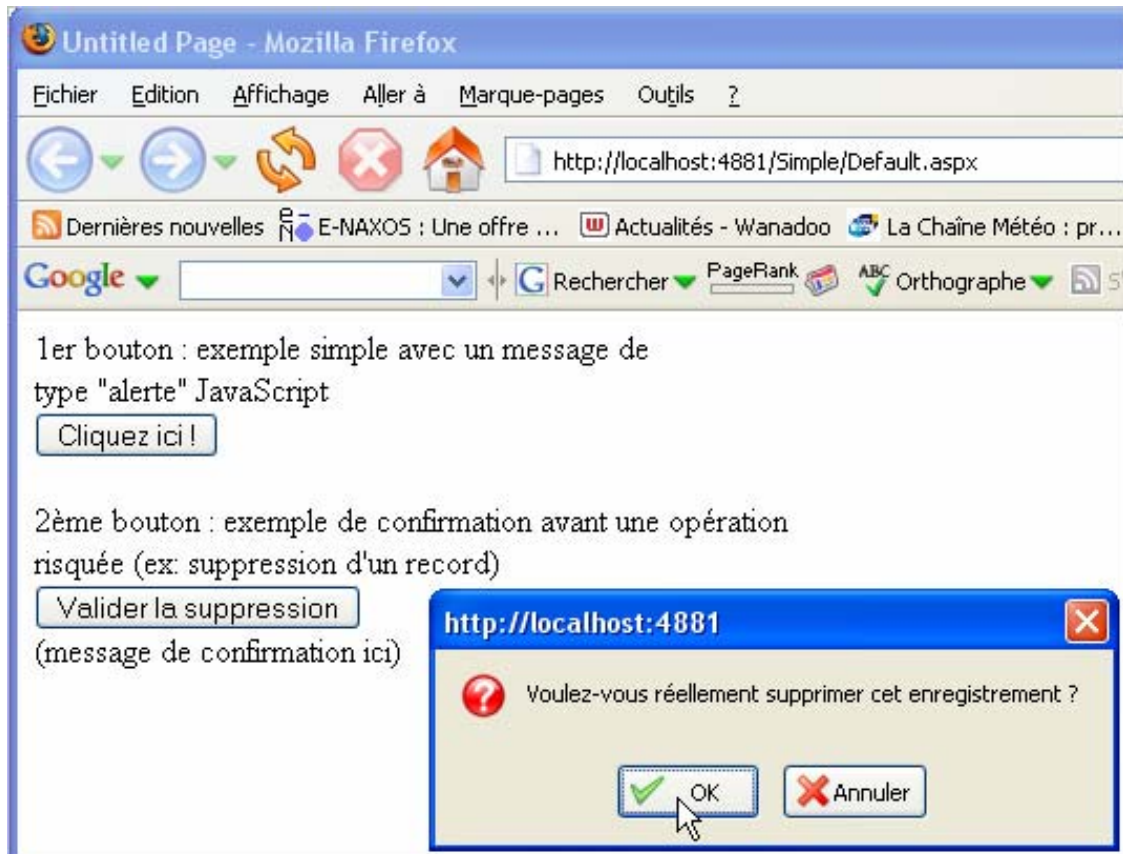 Untitled Page - Mozilla Firefox
Fichier Edition Affichage Aller à Marque-pages Outils ?
http://localhost:4881/Simple/Default.aspx
Dernières nouvelles E-NAXOS : Une offre ... Actualités - Wanadoo La Chaîne Météo : pr...
Google Rechercher PageRank ABC Orthographe
1er bouton : exemple simple avec un message de
type "alerte" JavaScript
Cliquez ici !
2ème bouton : exemple de confirmation avant une opération
risquée (ex: suppression d'un record)
Valider la suppression
(message de confirmation ici)
http://localhost:4881
Voulez-vous réellement supprimer cet enregistrement ?
OK Annuler